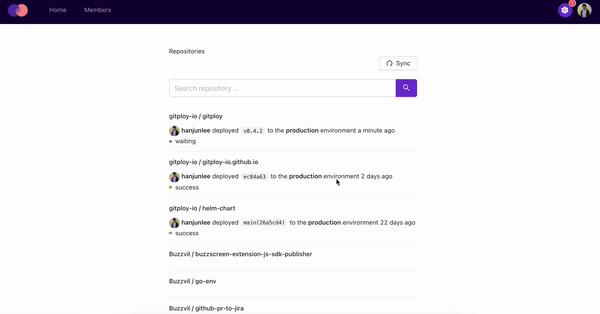 Home Members
Repositories
Sync
Search repository ...
gitploy-io / gitploy
hanjunlee deployed v0.4.2 to the production environment a minute ago
waiting
gitploy-io / gitploy-io.github.io
hanjunlee deployed ec84a63 to the production environment 2 days ago
success
gitploy-io / helm-chart
hanjunlee deployed main(26a5cd4) to the production environment 22 days ago
success
Buzzvil / buzzscreen-extension-js-sdk-publisher
Buzzvil / go-env
Buzzvil / github-pr-to-jira